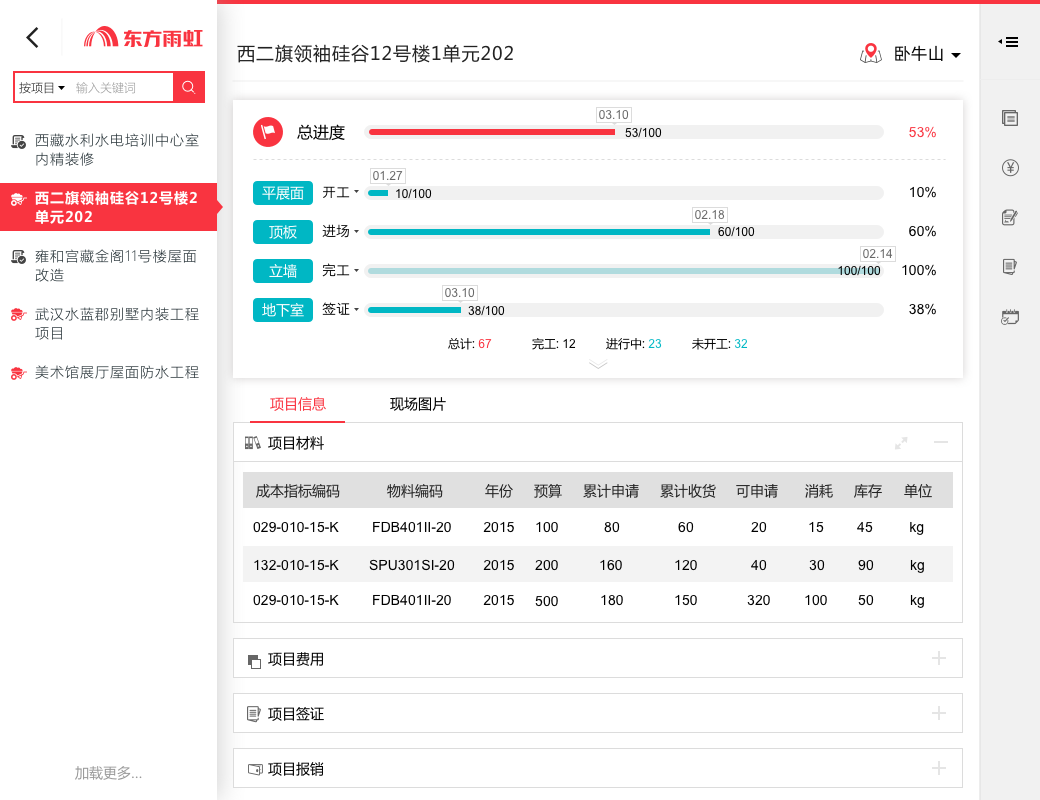 东方雨虹
按项目 输入关键词
西藏水利水电培训中心室
内精装修
西二旗领袖硅谷12号楼2
单元202
雍和宫藏金阁11号楼屋面
改造
武汉水蓝郡别墅内装工程
项目
美术馆展厅屋面防水工程
加载更多...
西二旗领袖硅谷12号楼1单元202
卧牛山
03.10
总进度 53/100 53%
01.27
平展面 开工 10/100 10%
02.18
顶板 进场 60/100 60%
02.14
立墙 完工 100/100 100%
03.10
地下室 签证 38/100 38%
总计: 67 完工: 12 进行中: 23 未开工: 32
项目信息 现场图片
项目材料
成本指标编码 物料编码 年份 预算 累计申请 累计收货 可申请 消耗 库存 单位
029-010-15-K FDB401II-20 2015 100 80 60 20 15 45 kg
132-010-15-K SPU301SI-20 2015 200 160 120 40 30 90 kg
029-010-15-K FDB401II-20 2015 500 180 150 320 100 50 kg
项目费用
项目签证
项目报销